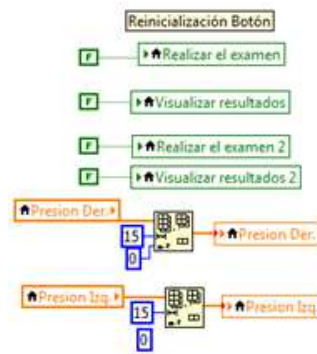 Reinicialización Botón
F Realizar el examen
F Visualizar resultados
F Realizar el examen 2
F Visualizar resultados 2
Presion Der.
15
0
Presion Der.
Presion Izq.
15
0
Presion Izq.